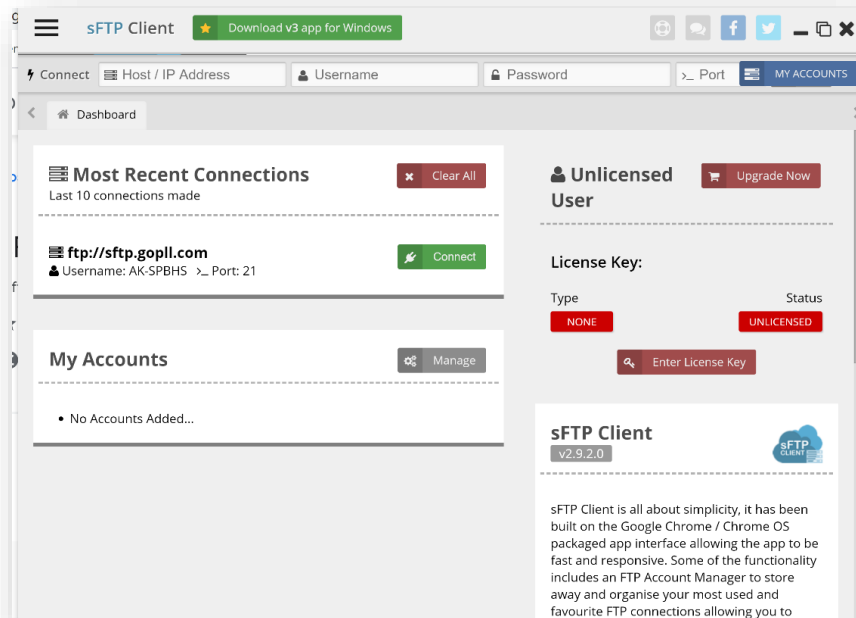 sFTP Client
Download v3 app for Windows
Connect
Host / IP Address
Username
Password
>_ Port
MY ACCOUNTS
Dashboard
Most Recent Connections
Clear All
Last 10 connections made
ftp://sftp.gopll.com
Username: AK-SPBHS >_ Port: 21
Connect
My Accounts
Manage
• No Accounts Added...
Unlicensed
User
Upgrade Now
License Key:
Type
Status
NONE
UNLICENSED
Enter License Key
sFTP Client
v2.9.2.0
sFTP
CLIENT
sFTP Client is all about simplicity, it has been
built on the Google Chrome / Chrome OS
packaged app interface allowing the app to be
fast and responsive. Some of the functionality
includes an FTP Account Manager to store
away and organise your most used and
favourite FTP connections allowing you to